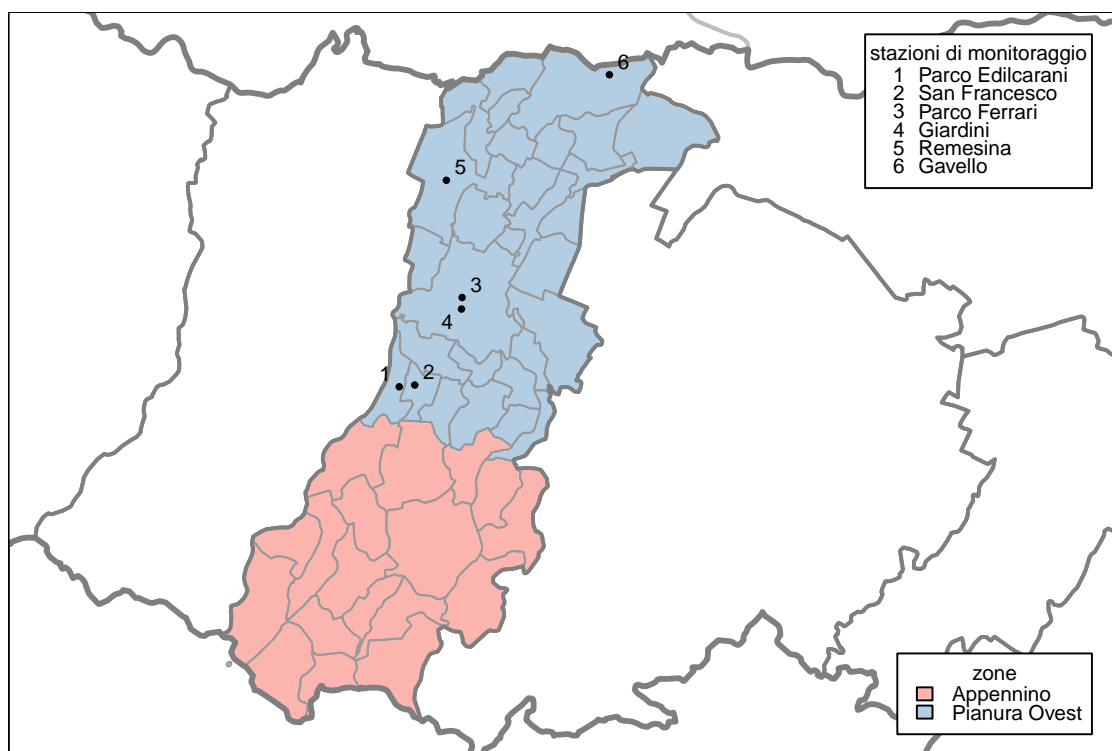 stazioni di monitoraggio
1 Parco Edilcarani
2 San Francesco
3 Parco Ferrari
4 Giardini
5 Remesina
6 Gavello
6
5
3
4
1
2
zone
Appennino
Pianura Ovest